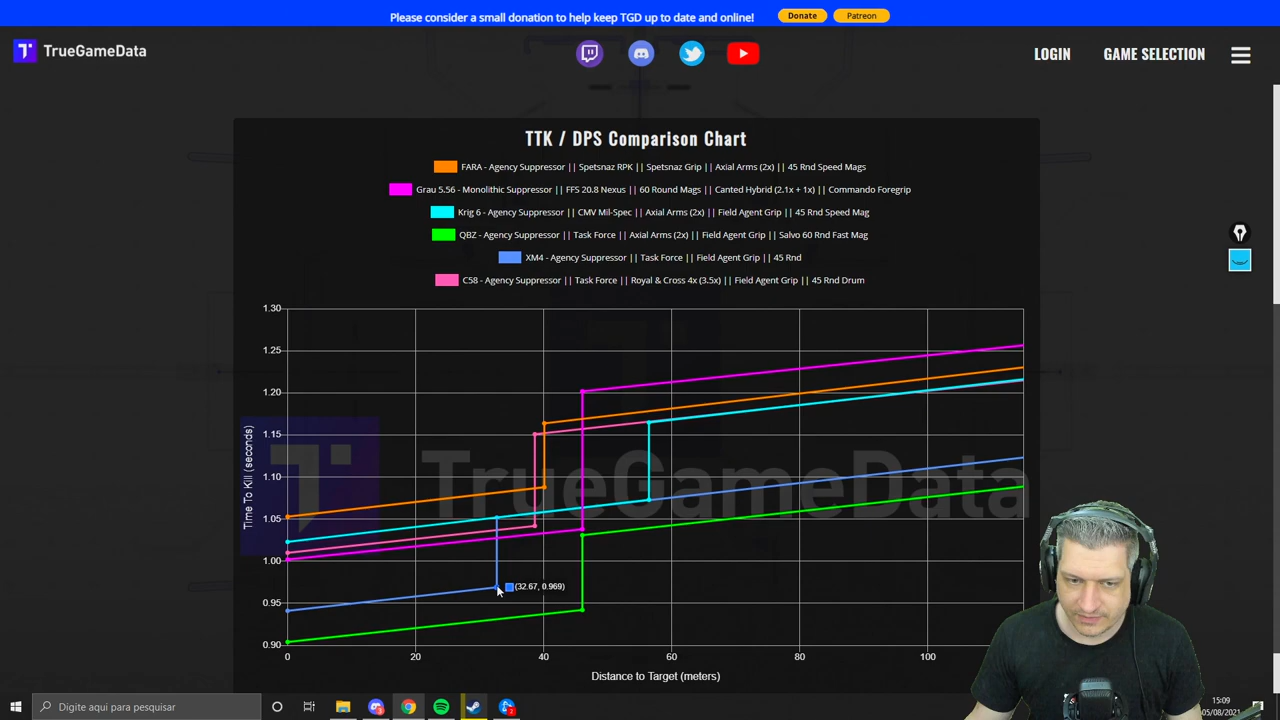 Please consider a small donation to help keep TGD up to date and online! Donate Patreon
TrueGameData
LOGIN GAME SELECTION
TTK / DPS Comparison Chart
FARA - Agency Suppressor || Spetsnaz RPK || Spetsnaz Grip || Axial Arms (2x) || 45 Rnd Speed Mags
Grau 5.56 - Monolithic Suppressor || FFS 20.8 Nexus || 60 Round Mags || Canted Hybrid (2.1x + 1x) || Commando Foregrip
Krig 6 - Agency Suppressor || CMV Mil-Spec || Axial Arms (2x) || Field Agent Grip || 45 Rnd Speed Mag
QBZ - Agency Suppressor || Task Force || Axial Arms (2x) || Field Agent Grip || Salvo 60 Rnd Fast Mag
XM4 - Agency Suppressor || Task Force || Field Agent Grip || 45 Rnd
C58 - Agency Suppressor || Task Force || Royal & Cross 4x (3.5x) || Field Agent Grip || 45 Rnd Drum
1.30
1.25
1.20
1.15
1.10
1.05
1.00
0.95
0.90
Time To Kill (seconds)
TrueGameData
(32.67, 0.969)
0 20 40 60 80 100
Distance to Target (meters)
Digite aqui para pesquisar
15:09
05/08/2021